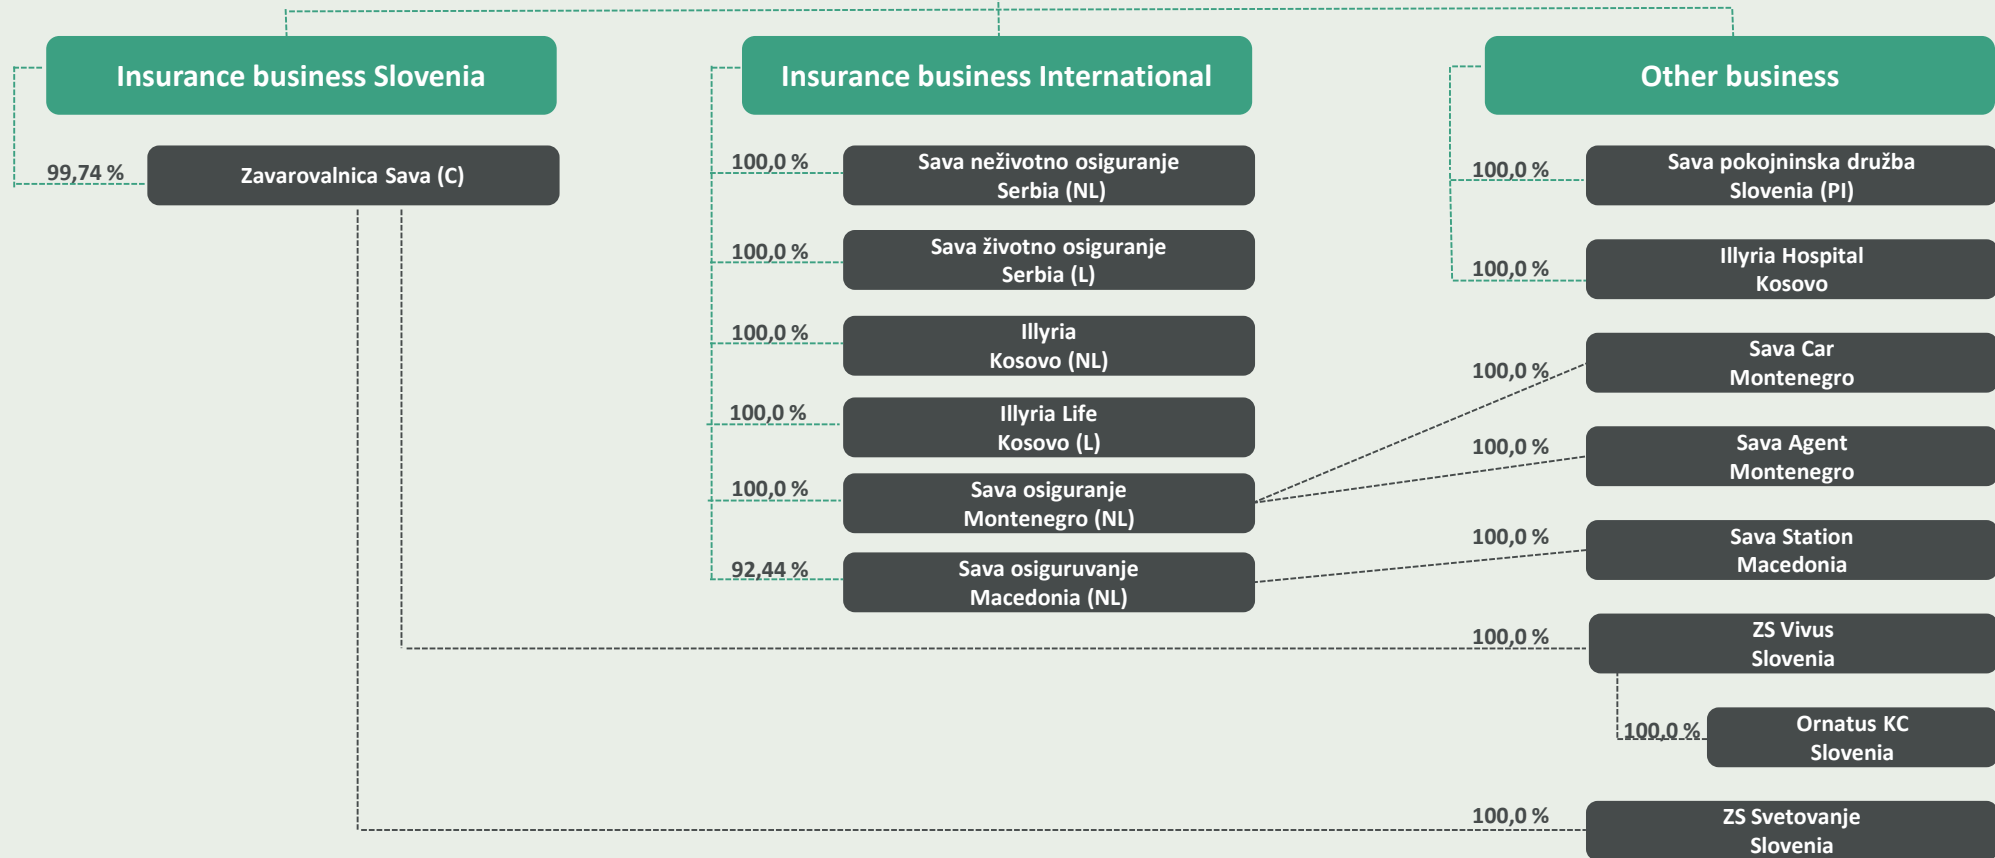 Insurance business Slovenia
99,74 %
Zavarovalnica Sava (C)
Insurance business International
100,0 %
Sava neživotno osiguranje
Serbia (NL)
100,0 %
Sava životno osiguranje
Serbia (L)
100,0 %
Illyria
Kosovo (NL)
100,0 %
Illyria Life
Kosovo (L)
100,0 %
Sava osiguranje
Montenegro (NL)
92,44 %
Sava osiguruvanje
Macedonia (NL)
Other business
100,0 %
Sava pokojninska družba
Slovenia (PI)
100,0 %
Illyria Hospital
Kosovo
100,0 %
Sava Car
Montenegro
100,0 %
Sava Agent
Montenegro
100,0 %
Sava Station
Macedonia
100,0 %
ZS Vivus
Slovenia
100,0 %
Ornatus KC
Slovenia
100,0 %
ZS Svetovanje
Slovenia